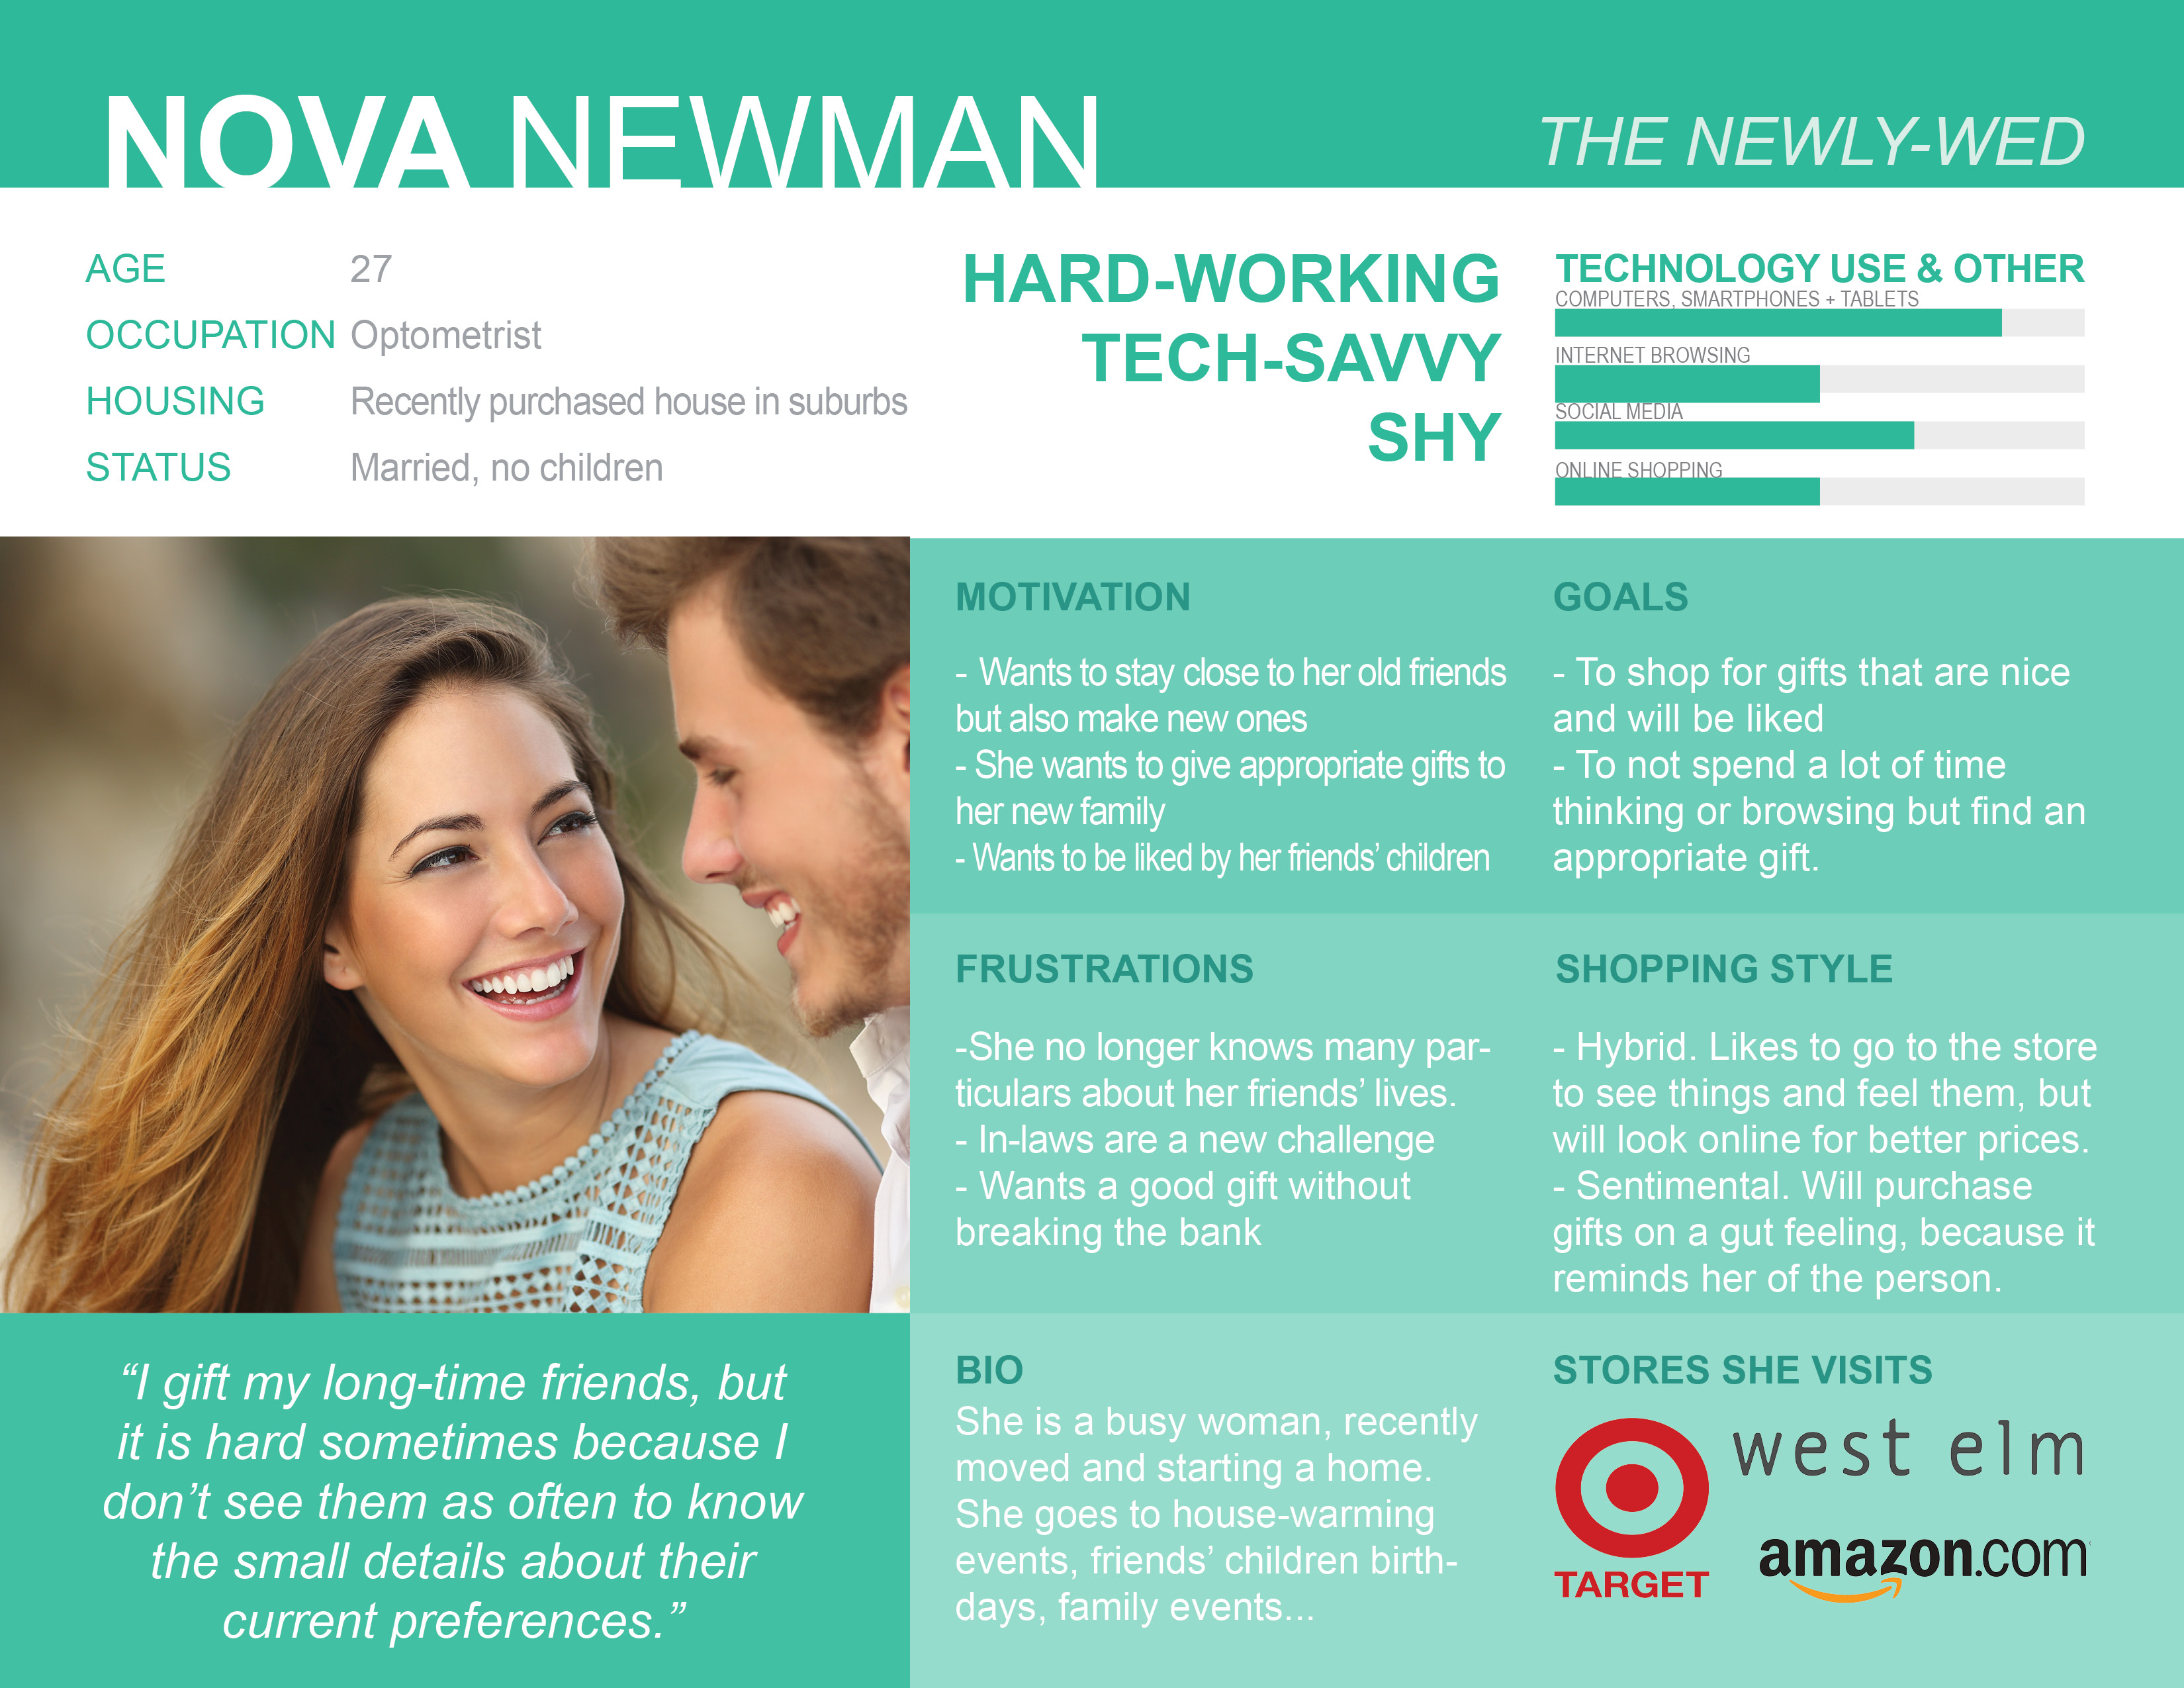 NOVA NEWMAN
THE NEWLY-WED
AGE 27
OCCUPATION Optometrist
HOUSING Recently purchased house in suburbs
STATUS Married, no children
HARD-WORKING
TECH-SAVVY
SHY
TECHNOLOGY USE & OTHER
COMPUTERS, SMARTPHONES + TABLETS
INTERNET BROWSING
SOCIAL MEDIA
ONLINE SHOPPING
MOTIVATION
- Wants to stay close to her old friends
but also make new ones
- She wants to give appropriate gifts to
her new family
- Wants to be liked by her friends’ children
GOALS
- To shop for gifts that are nice
and will be liked
- To not spend a lot of time
thinking or browsing but find an
appropriate gift.
FRUSTRATIONS
-She no longer knows many par-
ticulars about her friends’ lives.
- In-laws are a new challenge
- Wants a good gift without
breaking the bank
SHOPPING STYLE
- Hybrid. Likes to go to the store
to see things and feel them, but
will look online for better prices.
- Sentimental. Will purchase
gifts on a gut feeling, because it
reminds her of the person.
“I gift my long-time friends, but
it is hard sometimes because I
don’t see them as often to know
the small details about their
current preferences.”
BIO
She is a busy woman, recently
moved and starting a home.
She goes to house-warming
events, friends’ children birth-
days, family events...
STORES SHE VISITS
TARGET
west elm
amazon.com